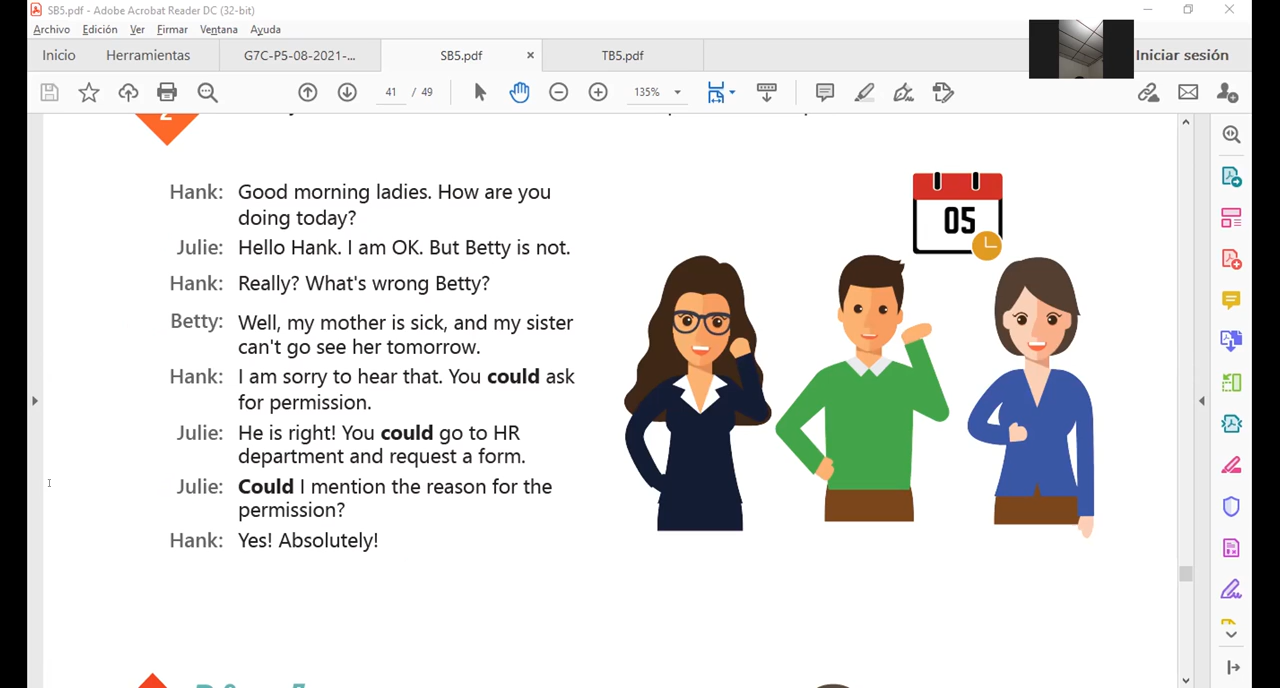 SB5.pdf - Adobe Acrobat Reader DC (32-bit)
Archivo Edición Ver Firmar Ventana Ayuda
Inicio Herramientas G7C-P5-08-2021-... SB5.pdf × TB5.pdf Iniciar sesión
41 / 49 135%
2
Hank: Good morning ladies. How are you
doing today?
Julie: Hello Hank. I am OK. But Betty is not.
Hank: Really? What's wrong Betty?
Betty: Well, my mother is sick, and my sister
can't go see her tomorrow.
Hank: I am sorry to hear that. You could ask
for permission.
Julie: He is right! You could go to HR
department and request a form.
Julie: Could I mention the reason for the
permission?
Hank: Yes! Absolutely!
05